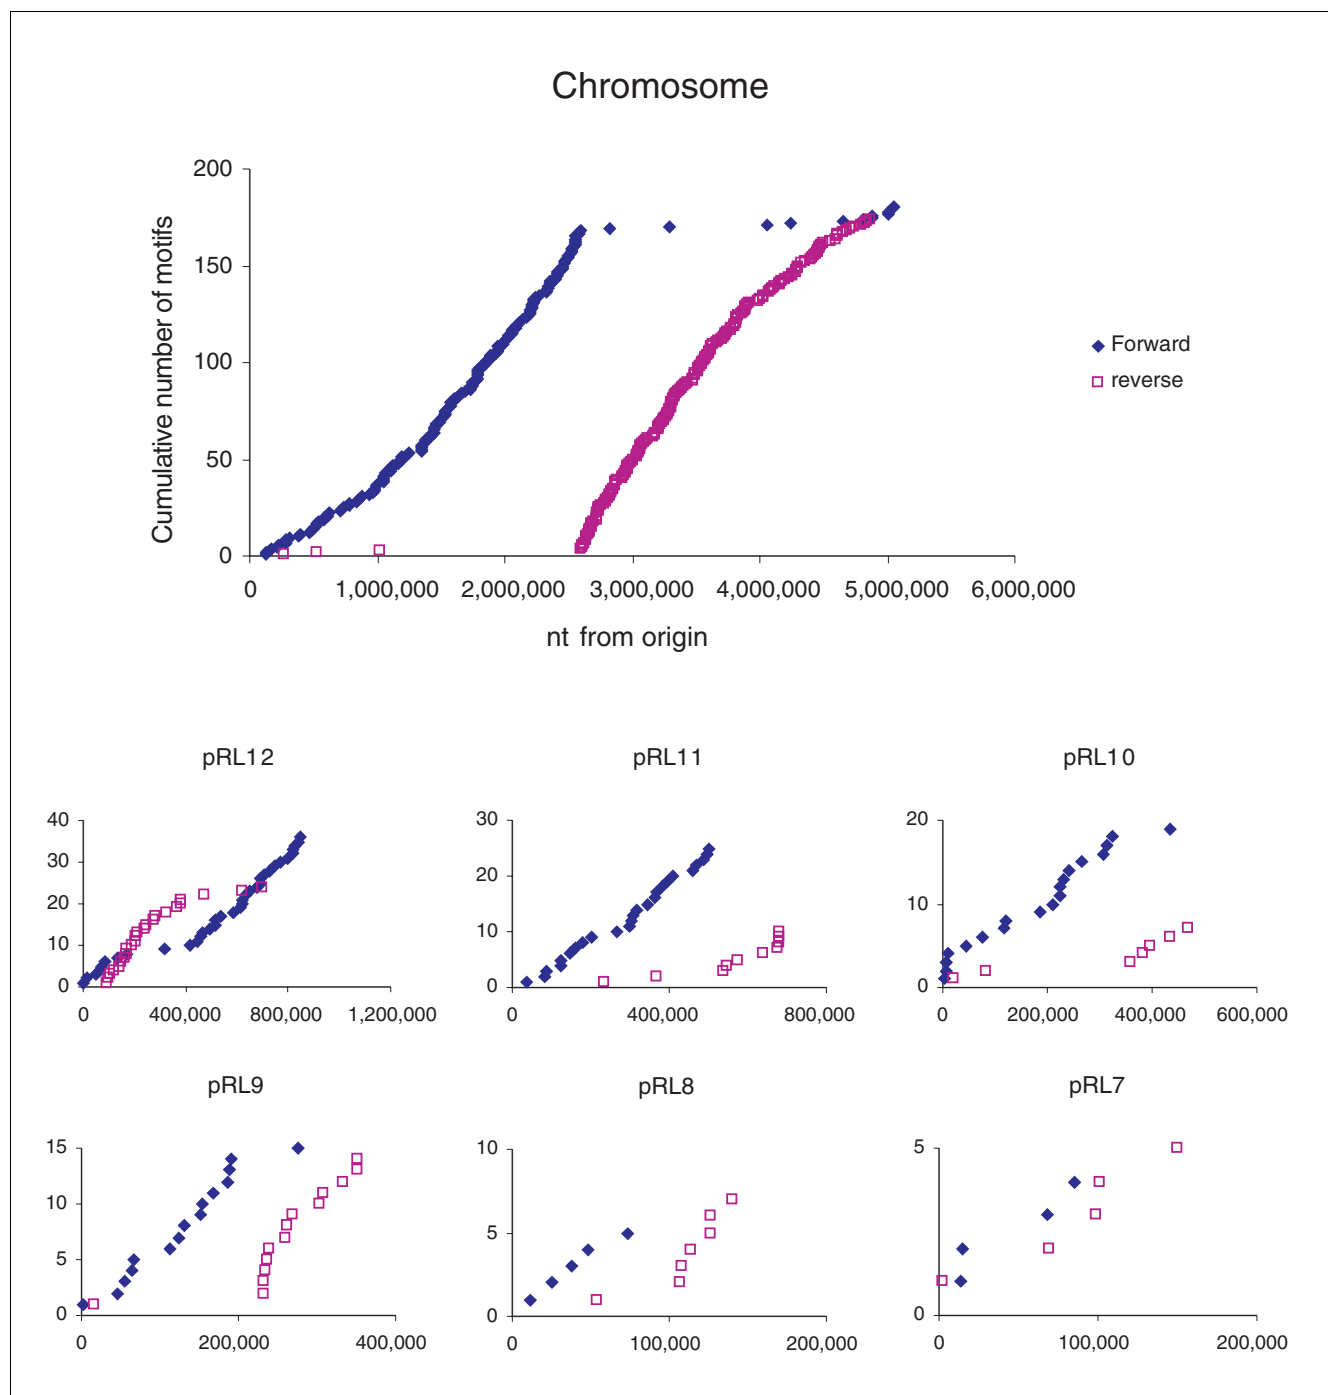 Chromosome
200
150
100
50
0
Cumulative number of motifs
0 1,000,000 2,000,000 3,000,000 4,000,000 5,000,000 6,000,000
nt from origin
Forward
reverse
pRL12
40
30
20
10
0
0 400,000 800,000 1,200,000
pRL11
30
20
10
0
0 400,000 800,000
pRL10
20
10
0
0 200,000 400,000 600,000
pRL9
15
10
5
0
0 200,000 400,000
pRL8
10
5
0
0 100,000 200,000
pRL7
5
0
0 100,000 200,000